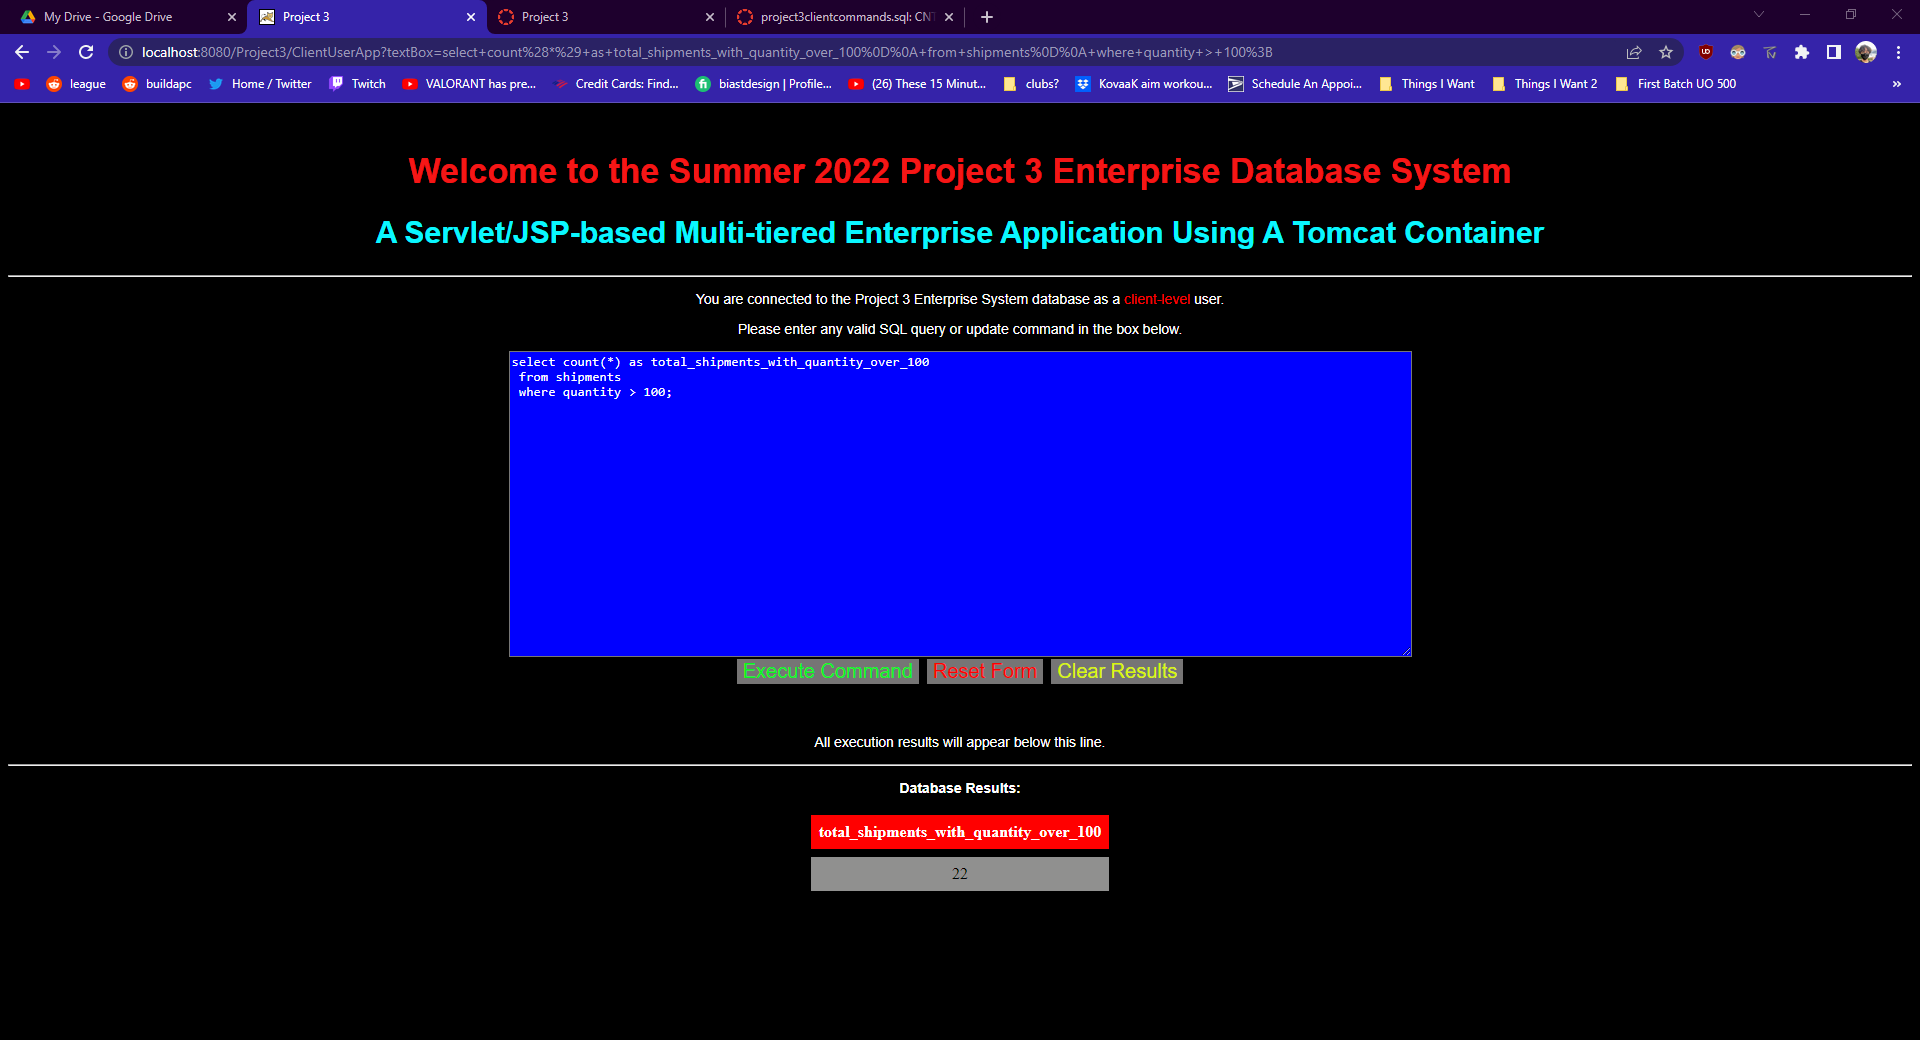 My Drive - Google Drive
Project 3
Project 3
project3clientcommands.sql: CNT
localhost:8080/Project3/ClientUserApp?textBox=select+count%28*%29+as+total_shipments_with_quantity_over_100%0D%0A+from+shipments%0D%0A+where+quantity+>+100%3B
league
buildapc
Home / Twitter
Twitch
VALORANT has pre...
Credit Cards: Find...
biastdesign | Profile...
(26) These 15 Minut...
clubs?
KovaaK aim workou...
Schedule An Appoi...
Things I Want
Things I Want 2
First Batch UO 500
»
Welcome to the Summer 2022 Project 3 Enterprise Database System
A Servlet/JSP-based Multi-tiered Enterprise Application Using A Tomcat Container
You are connected to the Project 3 Enterprise System database as a client-level user.
Please enter any valid SQL query or update command in the box below.
select count(*) as total_shipments_with_quantity_over_100
from shipments
where quantity > 100;
Execute Command Reset Form Clear Results
All execution results will appear below this line.
Database Results:
total_shipments_with_quantity_over_100
22